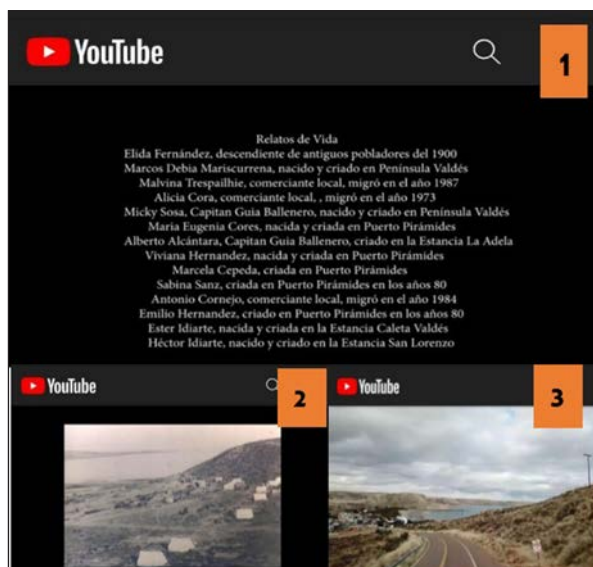 YouTube
1
Relatos de Vida
Elida Fernández, descendiente de antiguos pobladores del 1900
Marcos Debia Mariscurrena, nacido y criado en Península Valdés
Malvina Trespailhie, comerciante local, migró en el año 1987
Alicia Cora, comerciante local, , migró en el año 1973
Micky Sosa, Capitan Guia Ballenero, nacido y criado en Península Valdés
Maria Eugenia Cores, nacida y criada en Puerto Pirámides
Alberto Alcántara, Capitan Guia Ballenero, criado en la Estancia La Adela
Viviana Hernandez, nacida y criada en Puerto Pirámides
Marcela Cepeda, criada en Puerto Pirámides
Sabina Sanz, criada en Puerto Pirámides en los años 80
Antonio Cornejo, comerciante local, migró en el año 1984
Emilio Hernandez, criado en Puerto Pirámides en los años 80
Ester Idiarte, nacida y criada en la Estancia Caleta Valdés
Héctor Idiarte, nacido y criado en la Estancia San Lorenzo
YouTube
2
YouTube
3